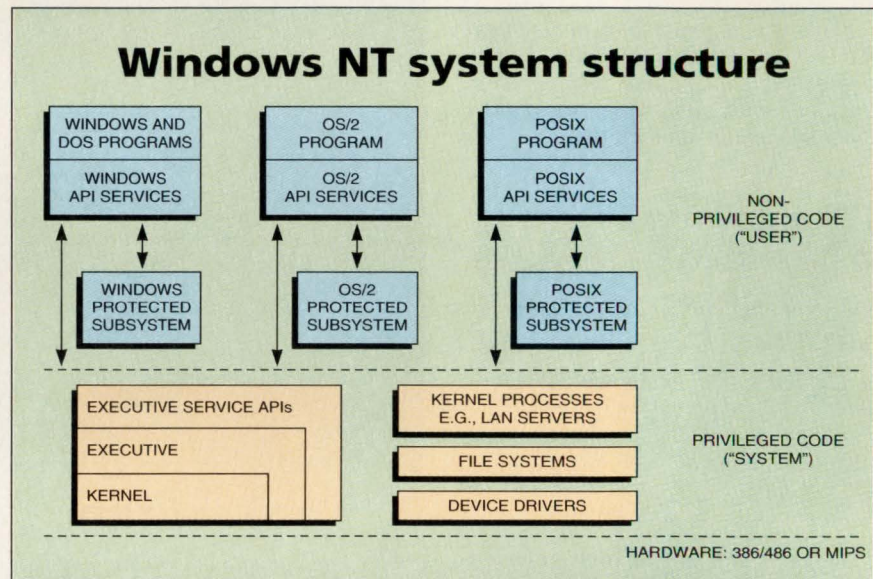 Windows NT system structure
WINDOWS AND
DOS PROGRAMS
WINDOWS
API SERVICES
OS/2
PROGRAM
OS/2
API SERVICES
POSIX
PROGRAM
POSIX
API SERVICES
NON-
PRIVILEGED CODE
("USER")
WINDOWS
PROTECTED
SUBSYSTEM
OS/2
PROTECTED
SUBSYSTEM
POSIX
PROTECTED
SUBSYSTEM
EXECUTIVE SERVICE APIs
EXECUTIVE
KERNEL
KERNEL PROCESSES
E.G., LAN SERVERS
FILE SYSTEMS
DEVICE DRIVERS
PRIVILEGED CODE
("SYSTEM")
HARDWARE: 386/486 OR MIPS